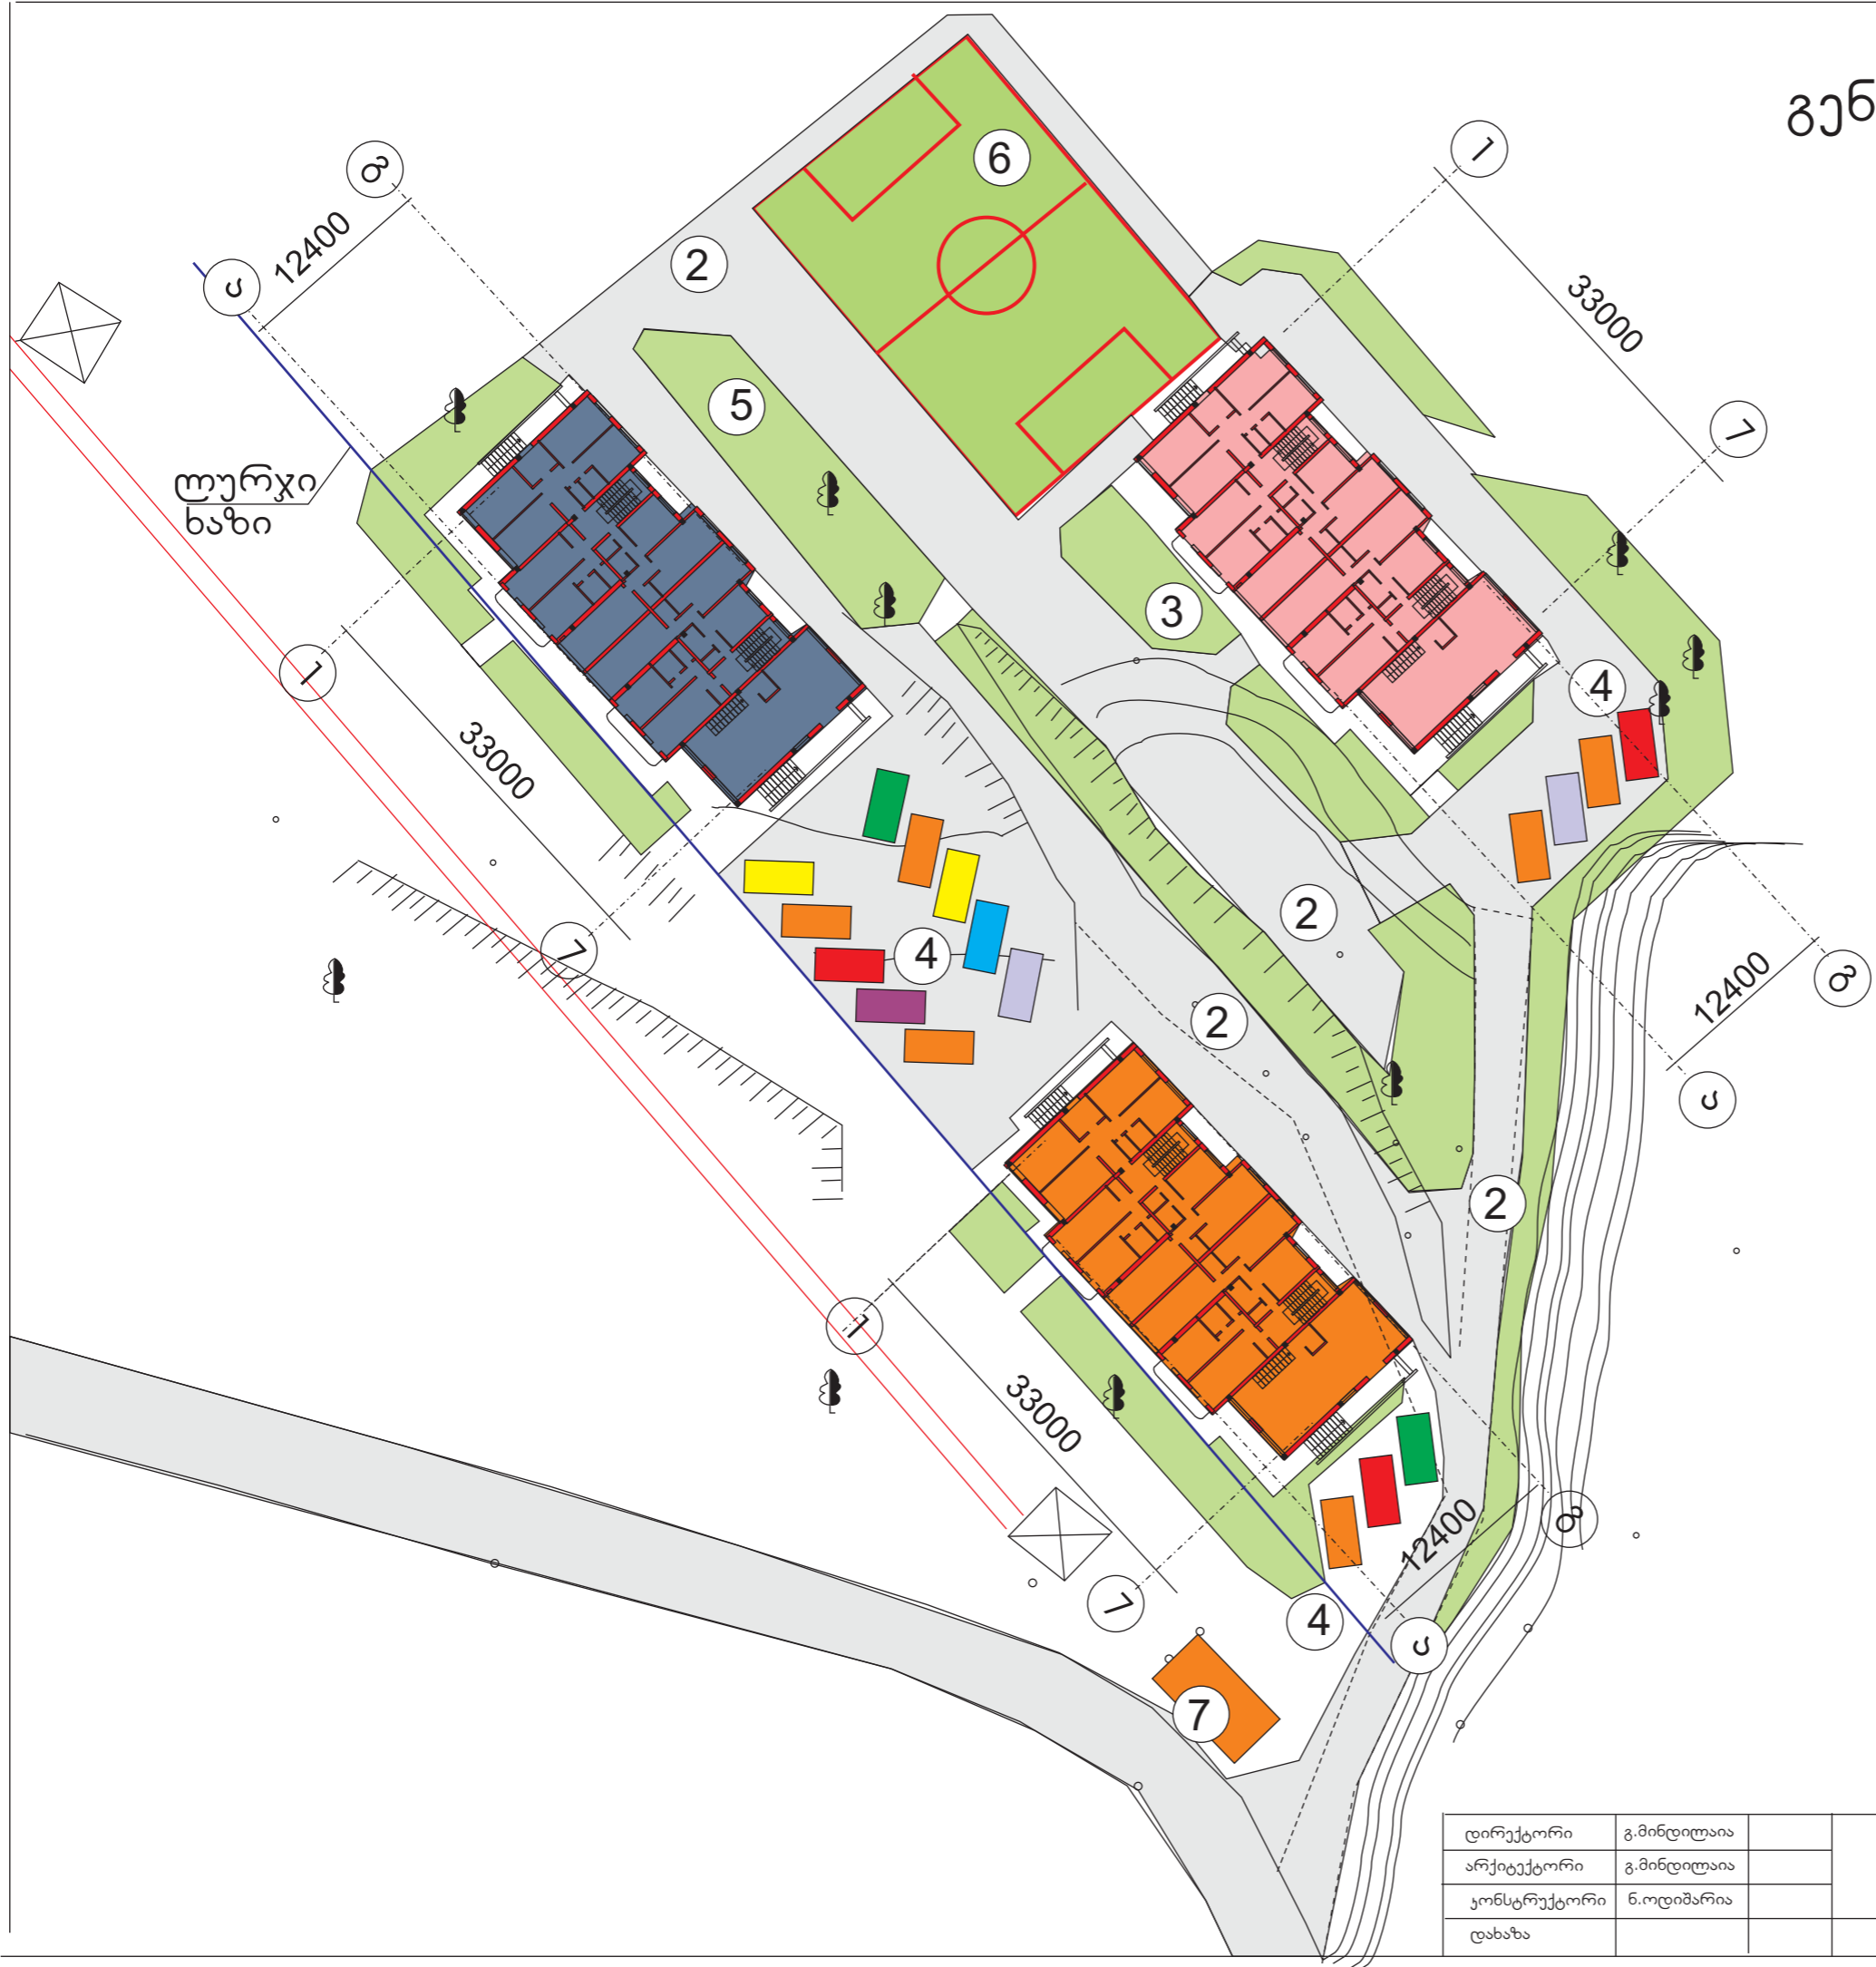 გენ
6
1
33000
გ
2
12400
ა
5
7
ლურჯი
ხაზი
3
1
4
33000
2
4
7
გ
12400
2
ა
2
1
33000
12400
გ
7
4
ა
7
დირექტორი გ.მინდილაია
არქიტექტორი გ.მინდილაია
კონსტრუქტორი ნ.ოდიშარია
დახაზა